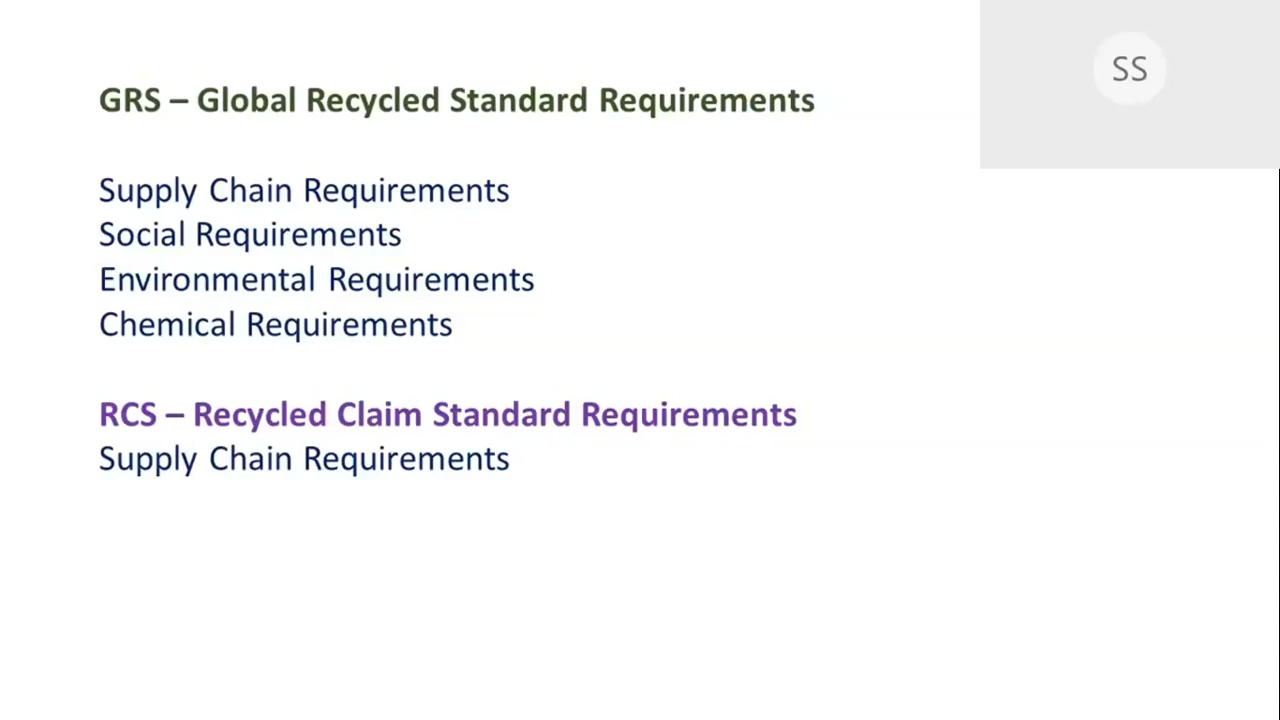 SS
GRS – Global Recycled Standard Requirements
Supply Chain Requirements
Social Requirements
Environmental Requirements
Chemical Requirements
RCS – Recycled Claim Standard Requirements
Supply Chain Requirements